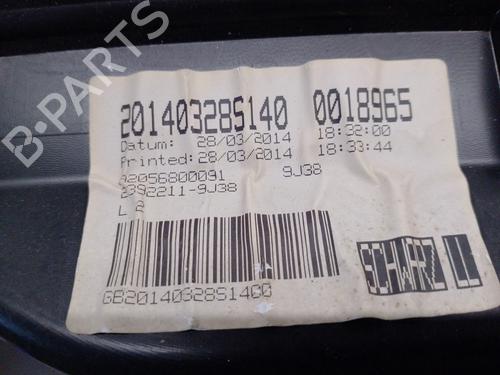 20140328S140 0018965
Datum: 28/03/2014 18:32:00
Printed: 28/03/2014 18:33:44
A2056800091 9J38
2392211-9J38
L 2
GB20140328S1400
SCHWARZ LL